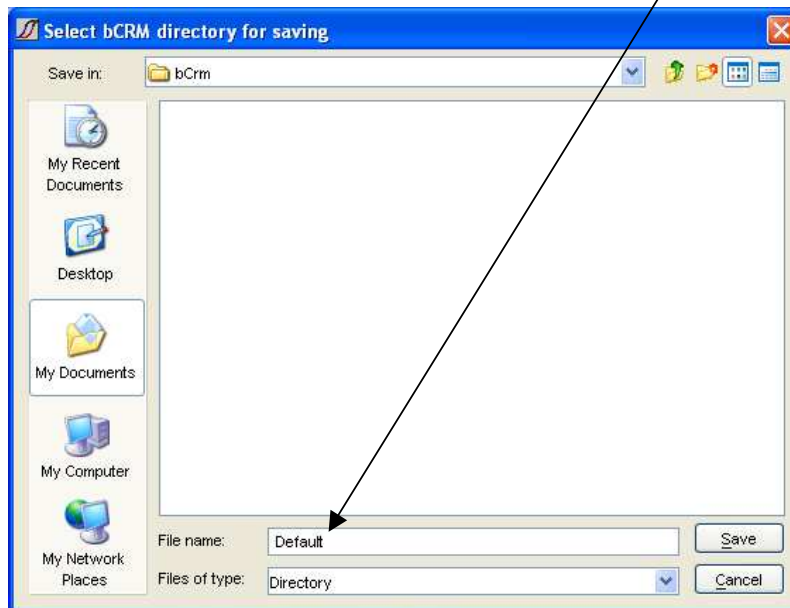 Select bCRM directory for saving
Save in:
bCrm
My Recent
Documents
Desktop
My Documents
My Computer
My Network
Places
File name:
Default
Save
Files of type:
Directory
Cancel